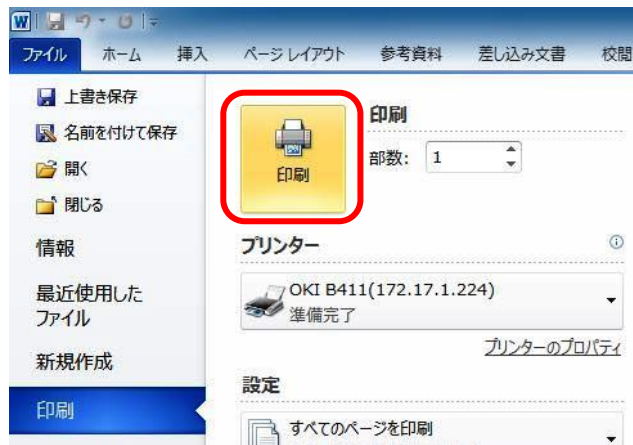 W
ファイル ホーム 挿入 ページ レイアウト 参考資料 差し込み文書 校閲
上書き保存
名前を付けて保存
開く
閉じる
情報
最近使用した
ファイル
新規作成
印刷
印刷
印刷
部数: 1
プリンター
OKI B411(172.17.1.224)
準備完了
プリンターのプロパティ
設定
すべてのページを印刷